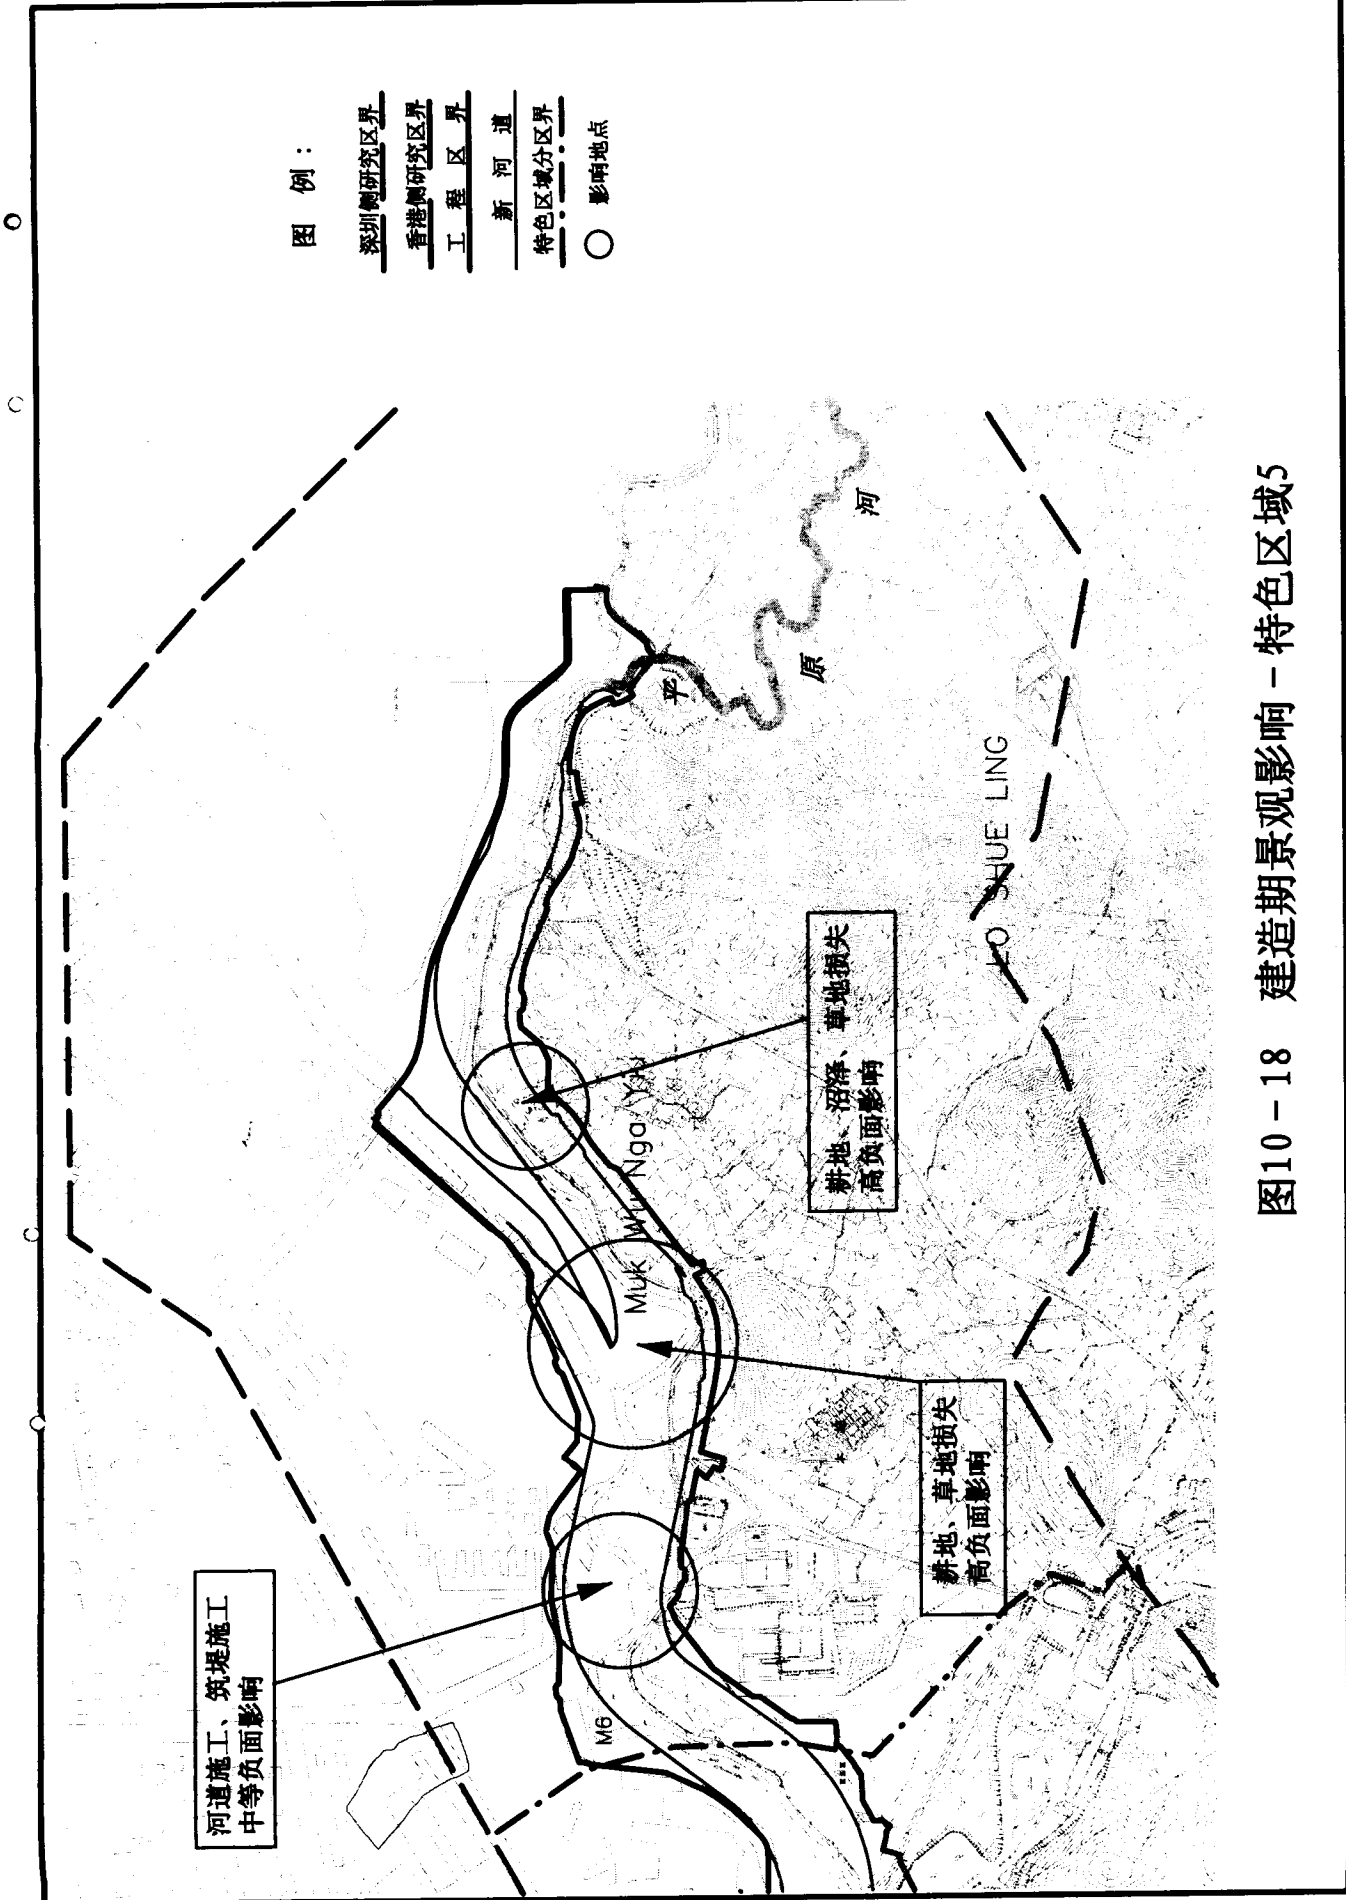 图 例：
深圳侧研究区界
香港侧研究区界
工 程 区 界
新 河 道
特色区域分区界
影响地点
河
原
平
LO SHUE LING
Muk Wu Nga Yiu
耕地、沼泽、草地损失
高负面影响
耕地、草地损失
高负面影响
河道施工、筑堤施工
中等负面影响
M6
图10－18 建造期景观影响－特色区域5